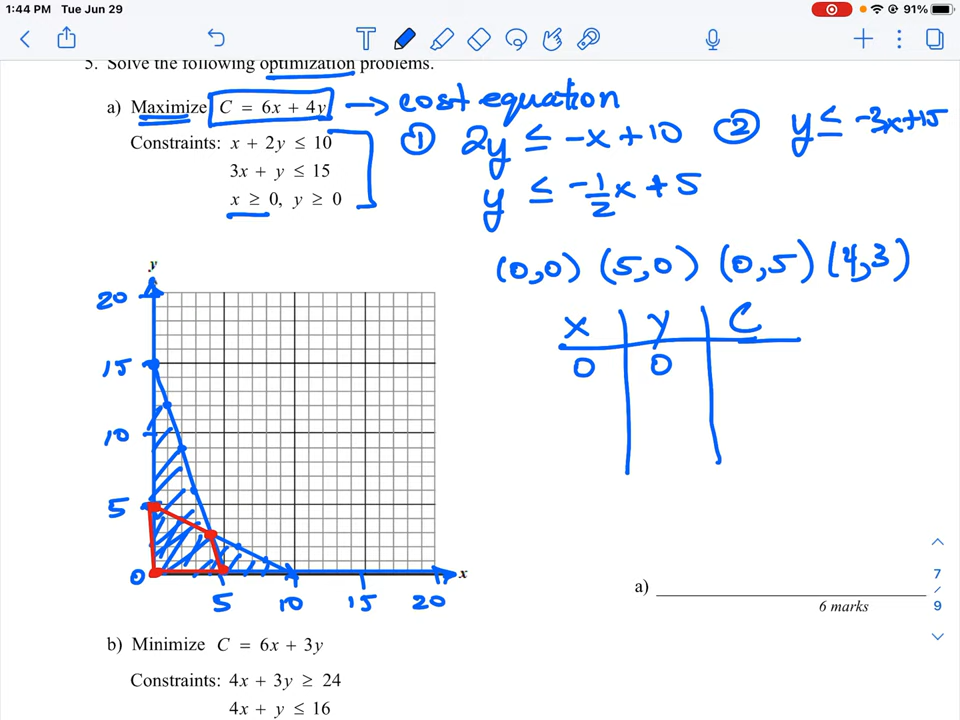 1:44 PM Tue Jun 29
91%
5. Solve the following optimization problems.
a) Maximize C = 6x + 4y → cost equation
Constraints: x + 2y ≤ 10
3x + y ≤ 15
x ≥ 0, y ≥ 0
① 2y ≤ -x + 10 ② y ≤ -3x+15
y ≤ -1/2x + 5
(0,0) (5,0) (0,5) (4,3)
x y C
0 0
y
20
15
10
5
0
5 10 15 20
x
a)
6 marks
7
/
9
b) Minimize C = 6x + 3y
Constraints: 4x + 3y ≥ 24
4x + y ≤ 16